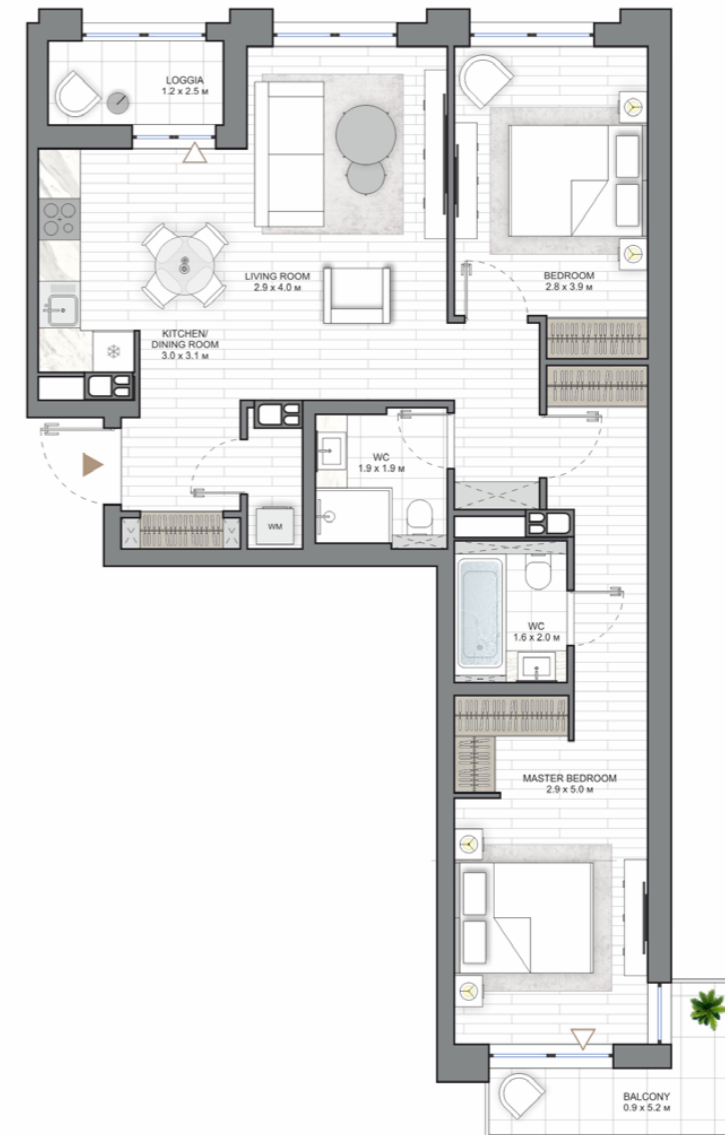 LOGGIA
1.2 x 2.5 м
LIVING ROOM
2.9 x 4.0 м
BEDROOM
2.8 x 3.9 м
KITCHEN/
DINING ROOM
3.0 x 3.1 м
WC
1.9 x 1.9 м
WM
WC
1.6 x 2.0 м
MASTER BEDROOM
2.9 x 5.0 м
BALCONY
0.9 x 5.2 м